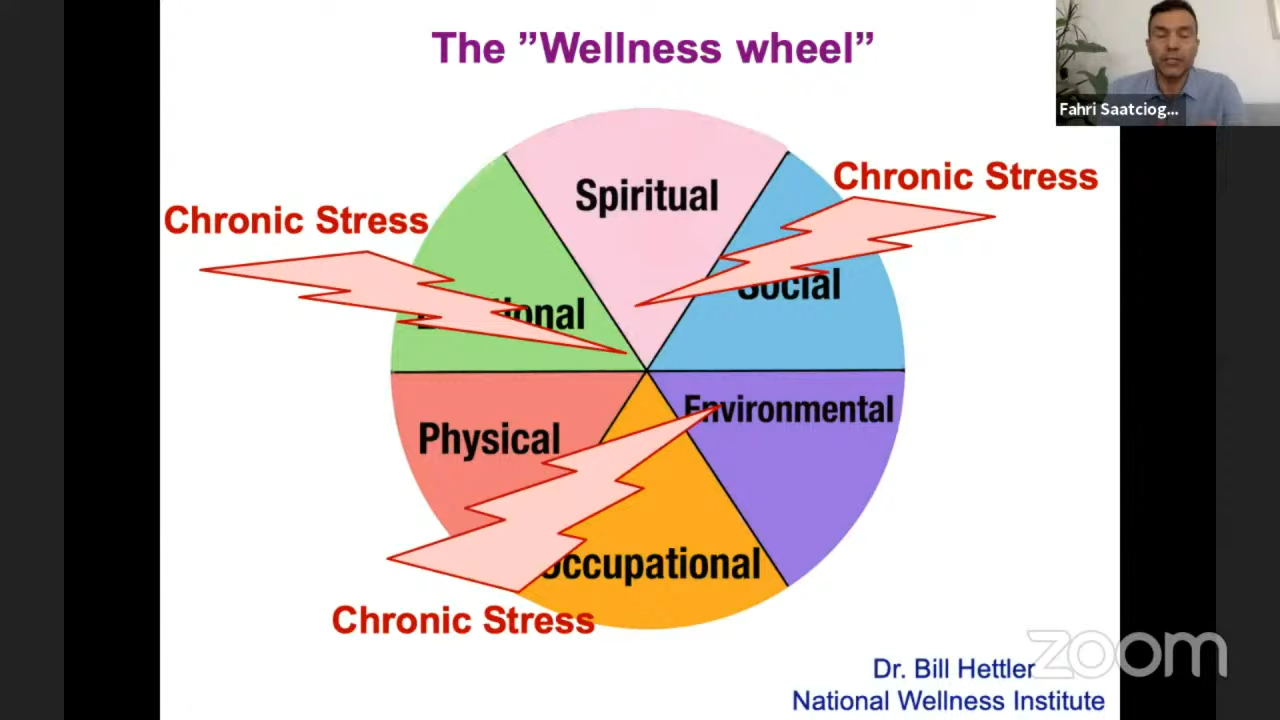 The ”Wellness wheel”
Fahri Saatciog...
Chronic Stress
Spiritual
Chronic Stress
Social
Environmental
Physical
Occupational
Chronic Stress
zoom
Dr. Bill Hettler
National Wellness Institute